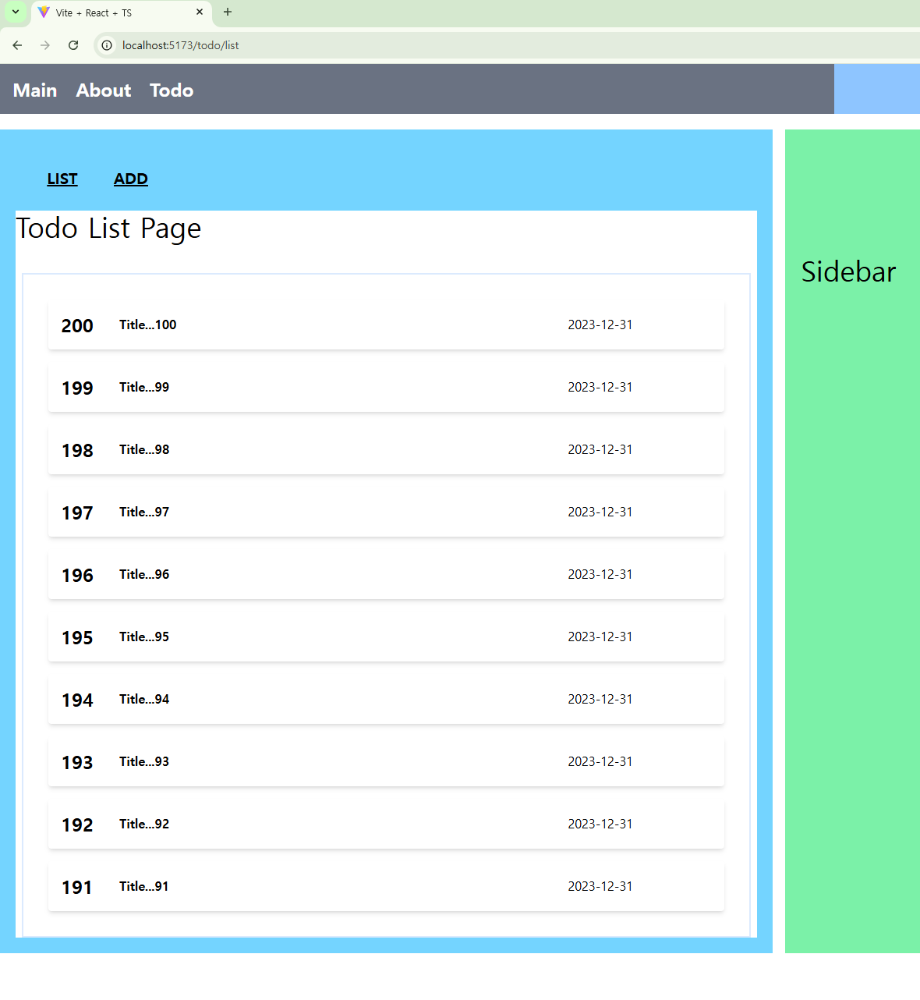 Vite + React + TS
localhost:5173/todo/list
Main About Todo
LIST ADD
Todo List Page
Sidebar
200 Title...100 2023-12-31
199 Title...99 2023-12-31
198 Title...98 2023-12-31
197 Title...97 2023-12-31
196 Title...96 2023-12-31
195 Title...95 2023-12-31
194 Title...94 2023-12-31
193 Title...93 2023-12-31
192 Title...92 2023-12-31
191 Title...91 2023-12-31